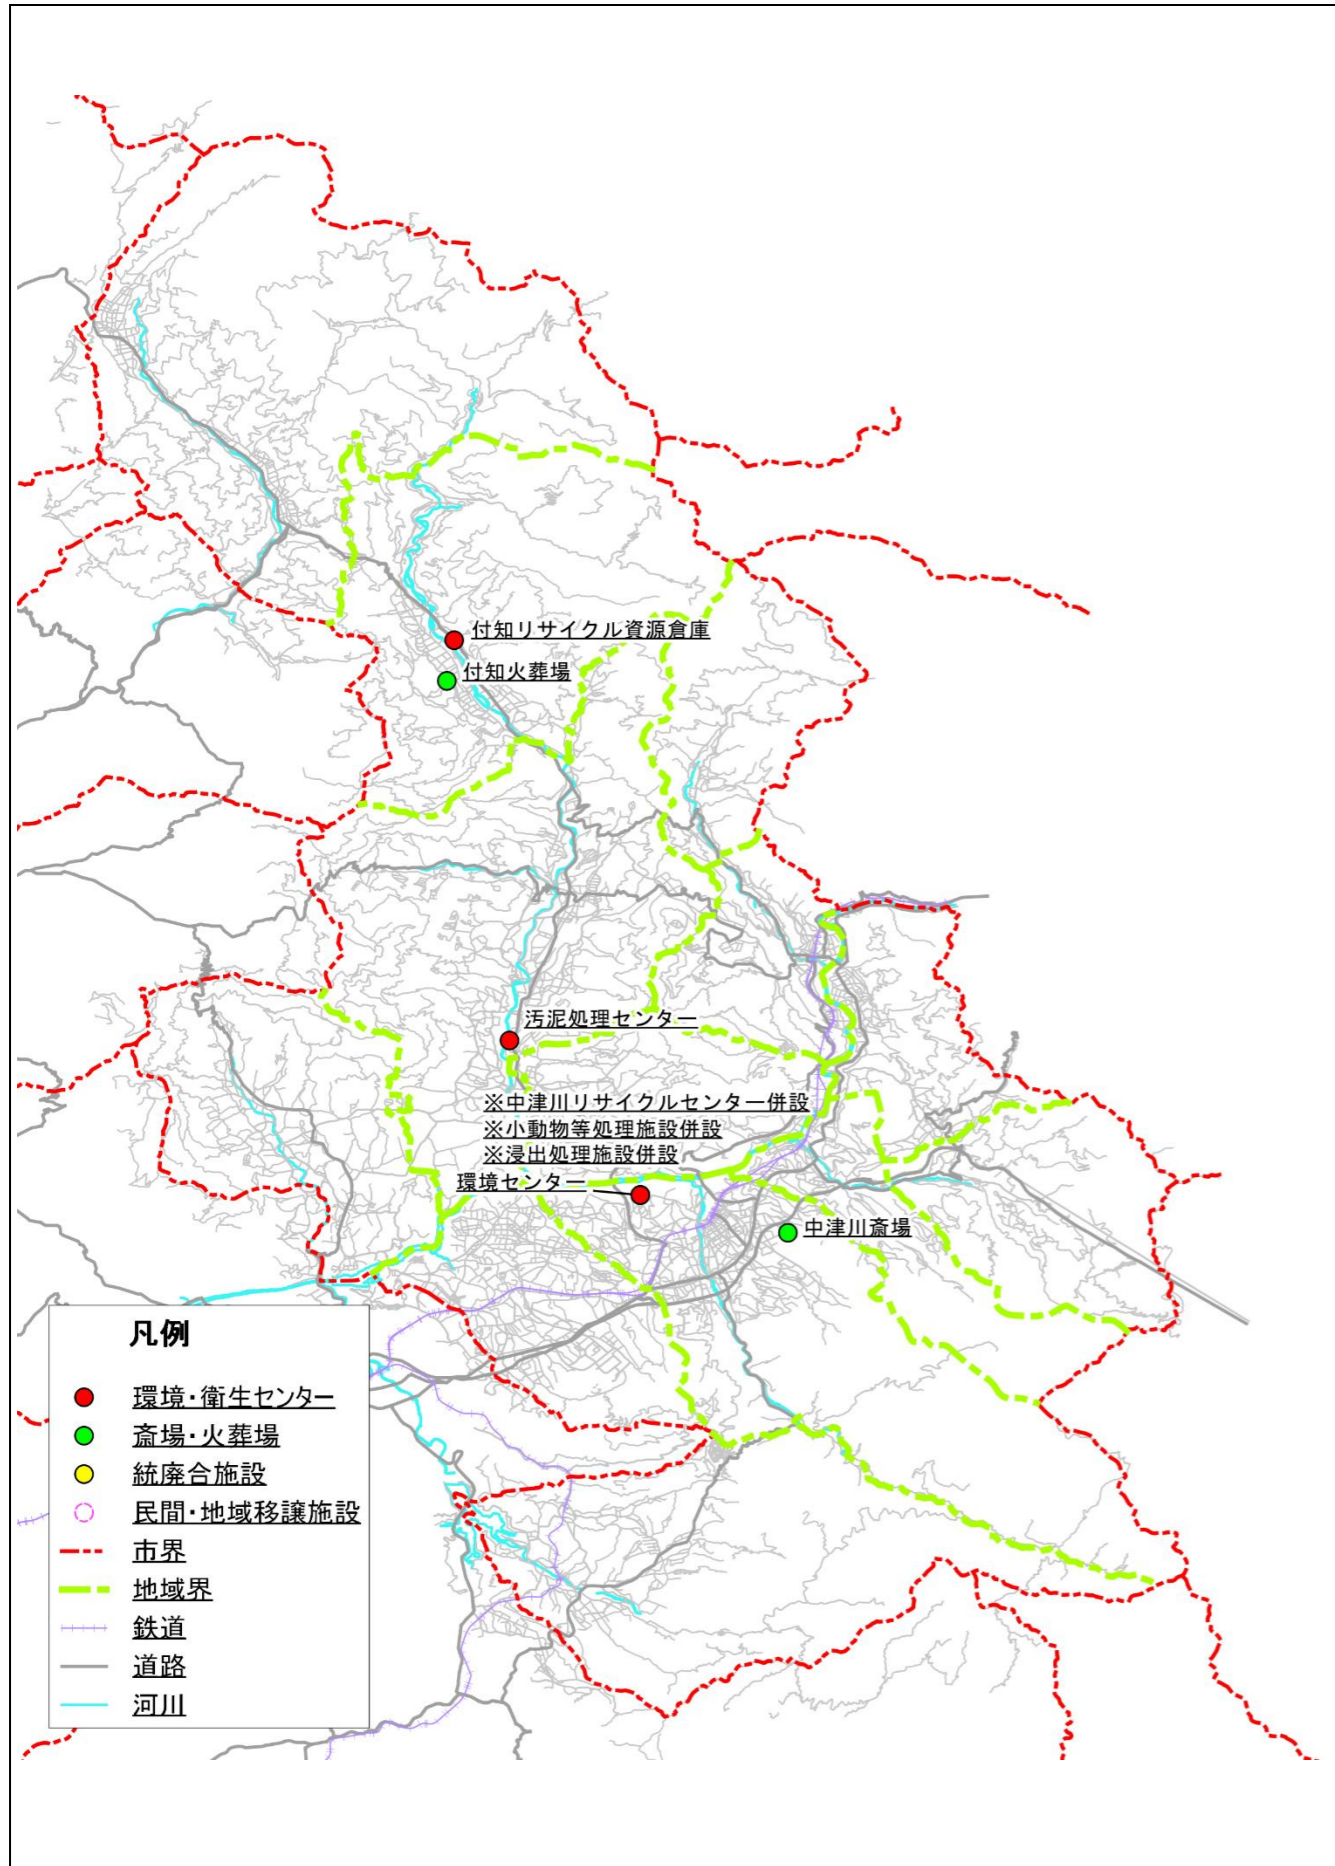 付知リサイクル資源倉庫
付知火葬場
汚泥処理センター
※中津川リサイクルセンター併設
※小動物等処理施設併設
※浸出処理施設併設
環境センター
中津川斎場
凡例
環境・衛生センター
斎場・火葬場
統廃合施設
民間・地域移譲施設
市界
地域界
鉄道
道路
河川